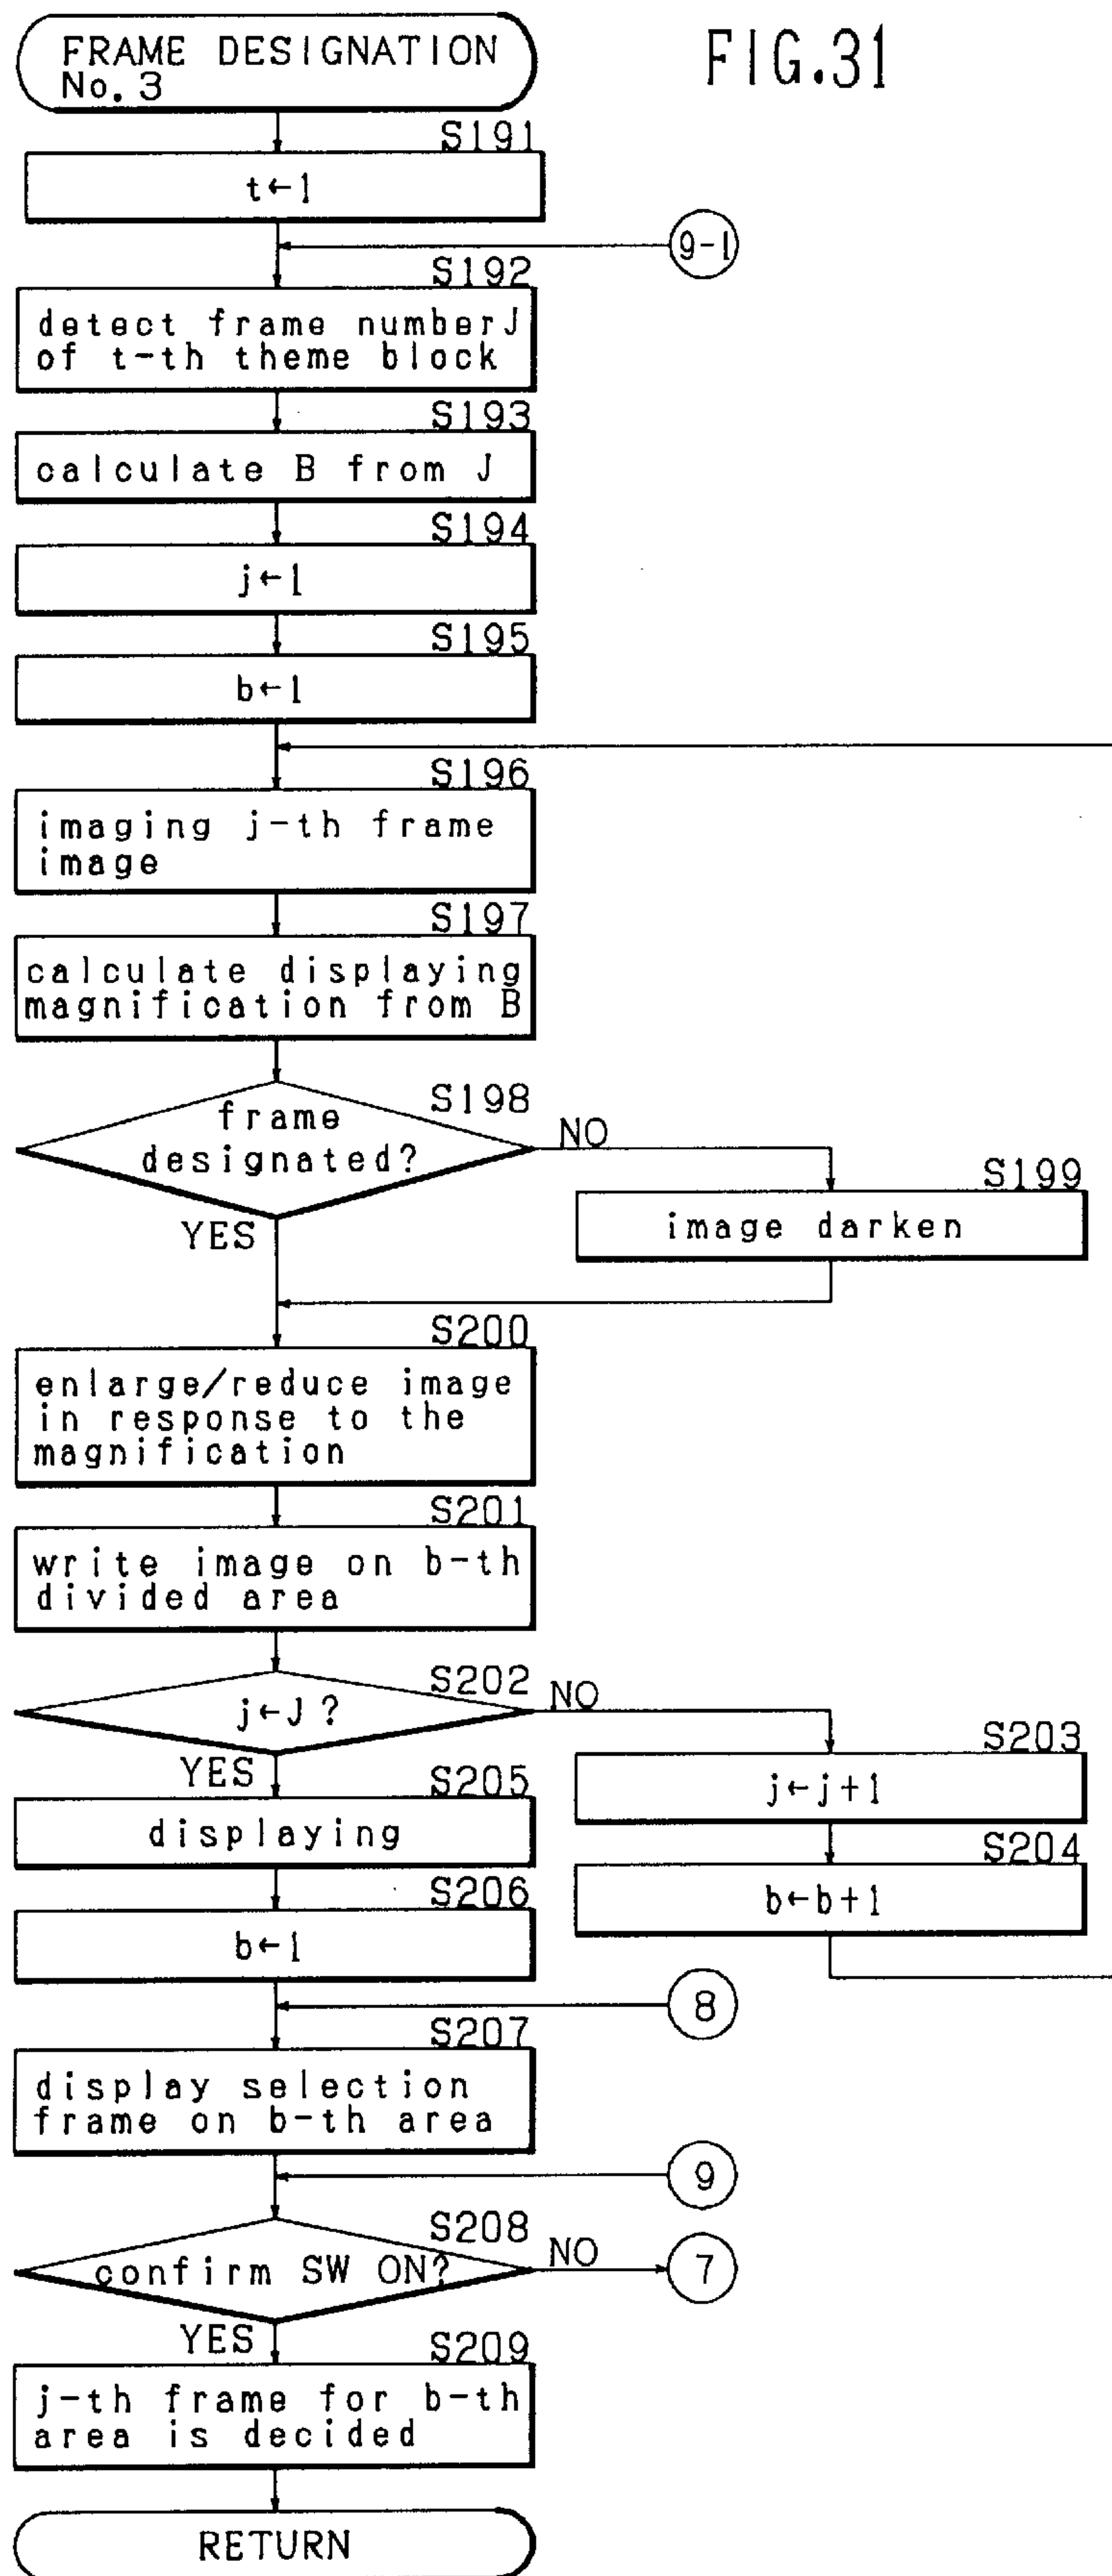 FRAME DESIGNATION
No. 3
FIG.31
S191
t←1
9-1
S192
detect frame numberJ
of t-th theme block
S193
calculate B from J
S194
j←1
S195
b←1
S196
imaging j-th frame
image
S197
calculate displaying
magnification from B
S198
frame
designated?
NO
YES
S199
image darken
S200
enlarge/reduce image
in response to the
magnification
S201
write image on b-th
divided area
S202
j←J ?
NO
YES
S203
j←j+1
S204
b←b+1
S205
displaying
S206
b←1
8
S207
display selection
frame on b-th area
9
S208
confirm SW ON?
NO
7
YES
S209
j-th frame for b-th
area is decided
RETURN